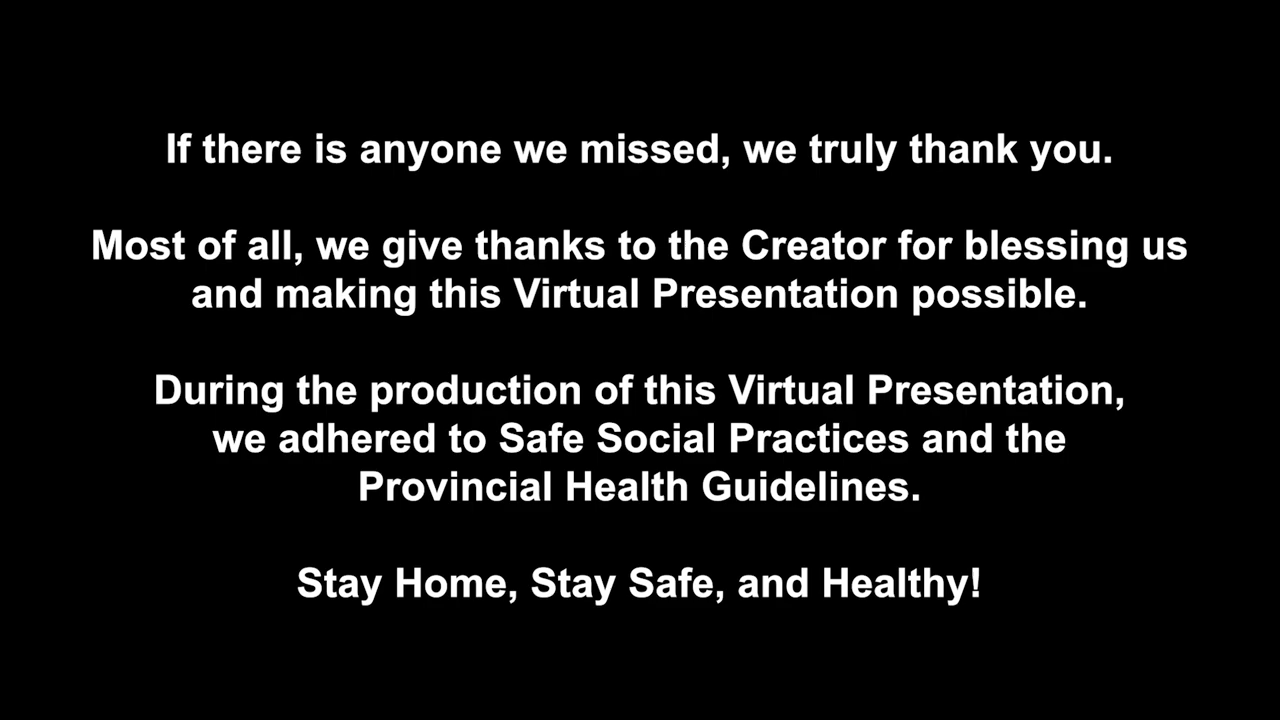 If there is anyone we missed, we truly thank you.
Most of all, we give thanks to the Creator for blessing us
and making this Virtual Presentation possible.
During the production of this Virtual Presentation,
we adhered to Safe Social Practices and the
Provincial Health Guidelines.
Stay Home, Stay Safe, and Healthy!